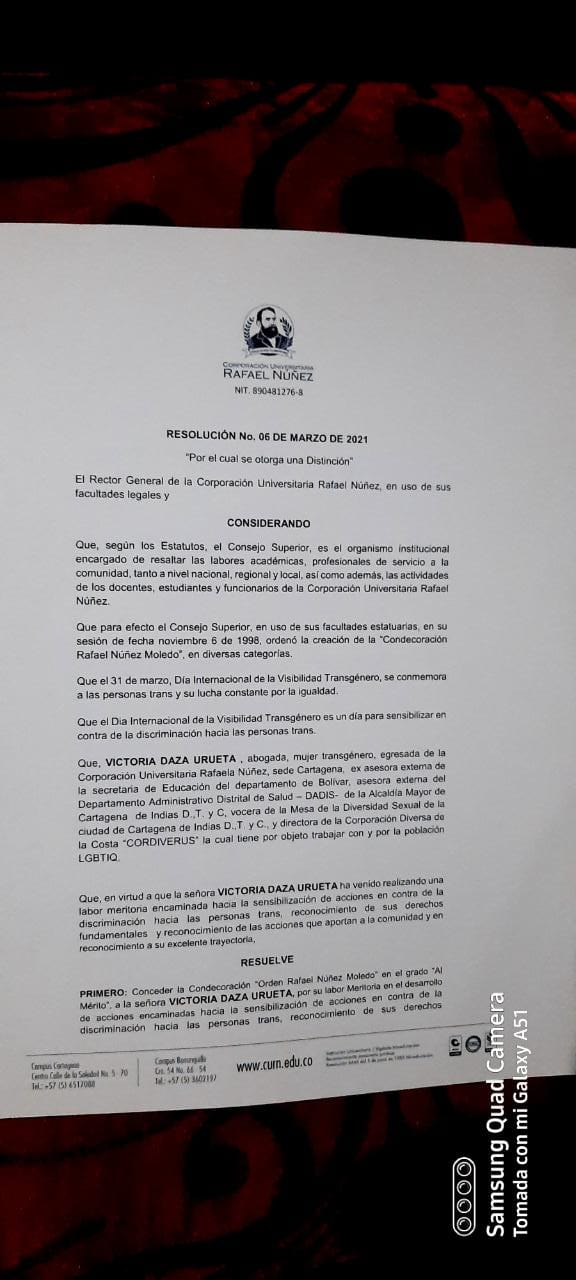 CORPORACIÓN UNIVERSITARIA
RAFAEL NÚÑEZ
NIT. 890481276-8
RESOLUCIÓN No. 06 DE MARZO DE 2021
"Por el cual se otorga una Distinción"
El Rector General de la Corporación Universitaria Rafael Núñez, en uso de sus
facultades legales y
CONSIDERANDO
Que, según los Estatutos, el Consejo Superior, es el organismo institucional
encargado de resaltar las labores académicas, profesionales de servicio a la
comunidad, tanto a nivel nacional, regional y local, así como además, las actividades
de los docentes, estudiantes y funcionarios de la Corporación Universitaria Rafael
Núñez.
Que para efecto el Consejo Superior, en uso de sus facultades estatuarias, en su
sesión de fecha noviembre 6 de 1998, ordenó la creación de la "Condecoración
Rafael Núñez Moledo", en diversas categorías.
Que el 31 de marzo, Día Internacional de la Visibilidad Transgénero, se conmemora
a las personas trans y su lucha constante por la igualdad.
Que el Dia Internacional de la Visibilidad Transgénero es un día para sensibilizar en
contra de la discriminación hacia las personas trans.
Que, VICTORIA DAZA URUETA , abogada, mujer transgénero, egresada de la
Corporación Universitaria Rafaela Núñez, sede Cartagena, ex asesora externa de
la secretaria de Educación del departamento de Bolívar, asesora externa del
Departamento Administrativo Distrital de Salud – DADIS- de la Alcaldía Mayor de
Cartagena de Indias D.,T. y C, vocera de la Mesa de la Diversidad Sexual de la
ciudad de Cartagena de Indias D.,T. y C., y directora de la Corporación Diversa de
la Costa "CORDIVERUS" la cual tiene por objeto trabajar con y por la población
LGBTIQ.
Que, en virtud a que la señora VICTORIA DAZA URUETA ha venido realizando una
labor meritoria encaminada hacia la sensibilización de acciones en contra de la
discriminación hacia las personas trans, reconocimiento de sus derechos
fundamentales y reconocimiento de las acciones que aportan a la comunidad y en
reconocimiento a su excelente trayectoria,
RESUELVE
PRIMERO: Conceder la Condecoración "Orden Rafael Núñez Moledo" en el grado "Al
Mérito", a la señora VICTORIA DAZA URUETA, por su labor Meritoria en el desarrollo
de acciones encaminadas hacia la sensibilización de acciones en contra de la
discriminación hacia las personas trans, reconocimiento de sus derechos
Campus Cartagena
Centro Calle de la Soledad No. 5 - 70
Tel.: +57 (5) 6517088
Campus Barranquilla
Cra. 54 No. 66 - 54
Tel.: +57 (5) 3602197
www.curn.edu.co
Samsung Quad Camera
Tomada con mi Galaxy A51